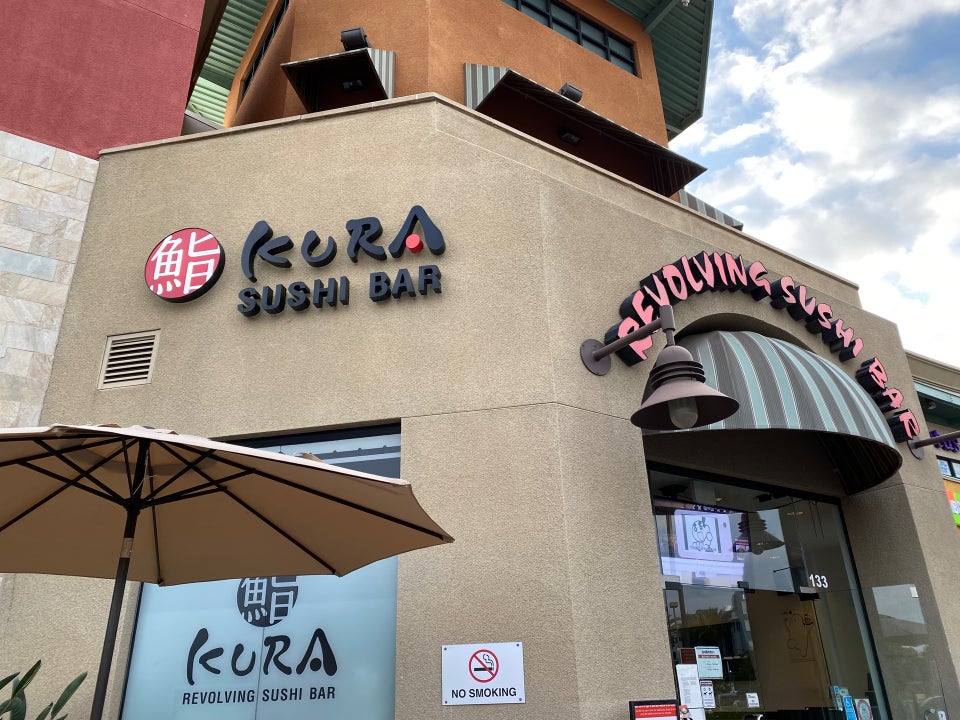 鮨
KURA
SUSHI BAR
REVOLVING SUSHI BAR
鮨
KURA
REVOLVING SUSHI BAR
NO SMOKING
133